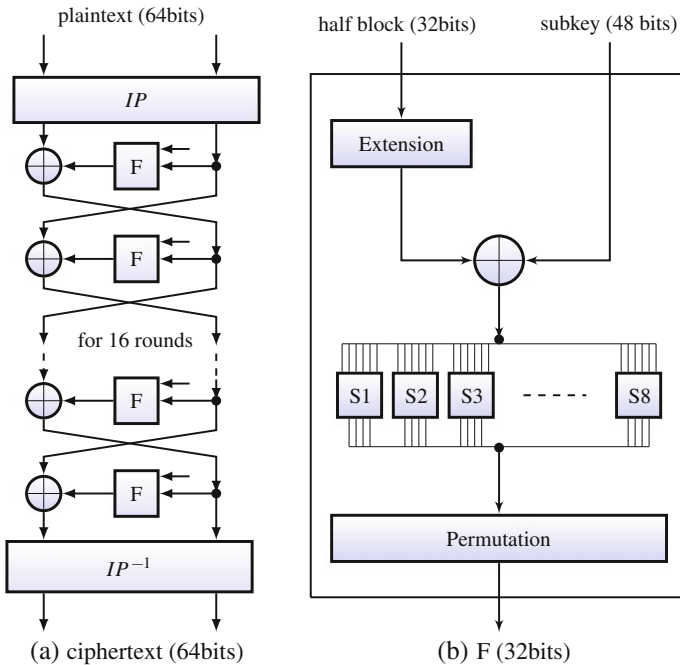 plaintext (64bits)
IP
F
F
for 16 rounds
F
F
IP⁻¹
(a) ciphertext (64bits)
half block (32bits) subkey (48 bits)
Extension
S1 S2 S3 S8
Permutation
(b) F (32bits)